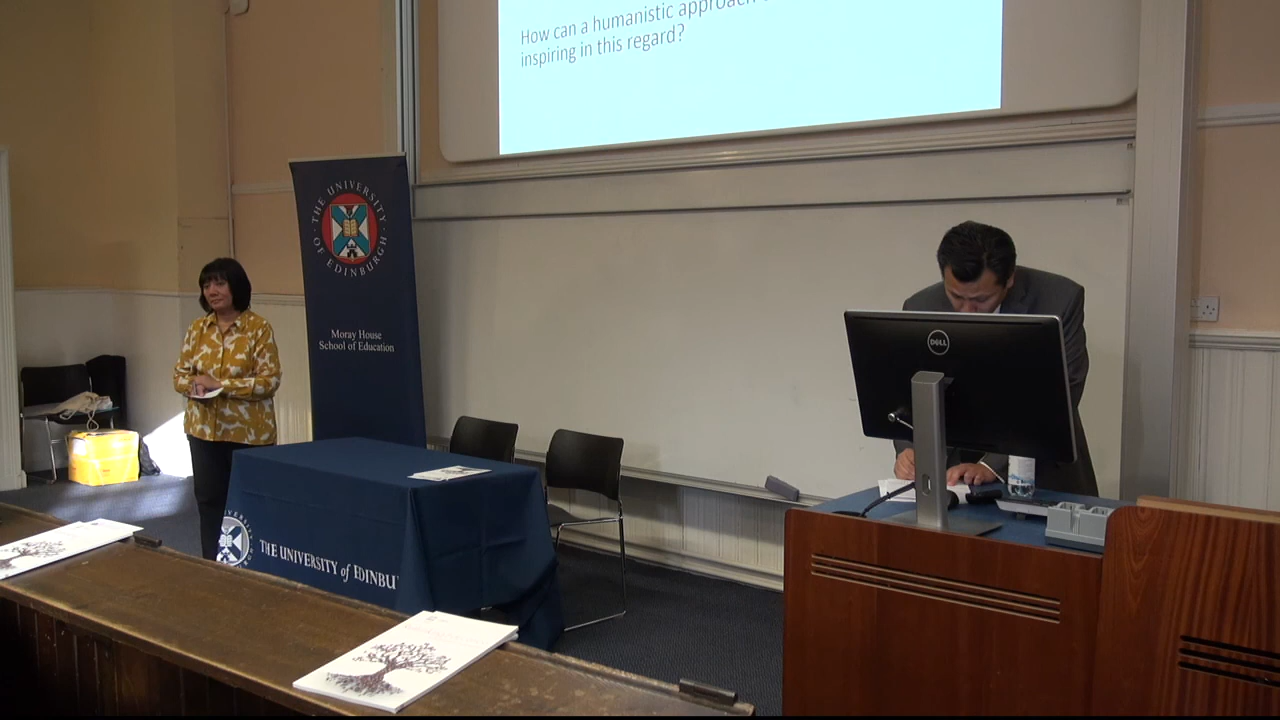 How can a humanistic approach
inspiring in this regard?
THE UNIVERSITY
OF EDINBURGH
Moray House
School of Education
DELL
THE UNIVERSITY of EDINBU